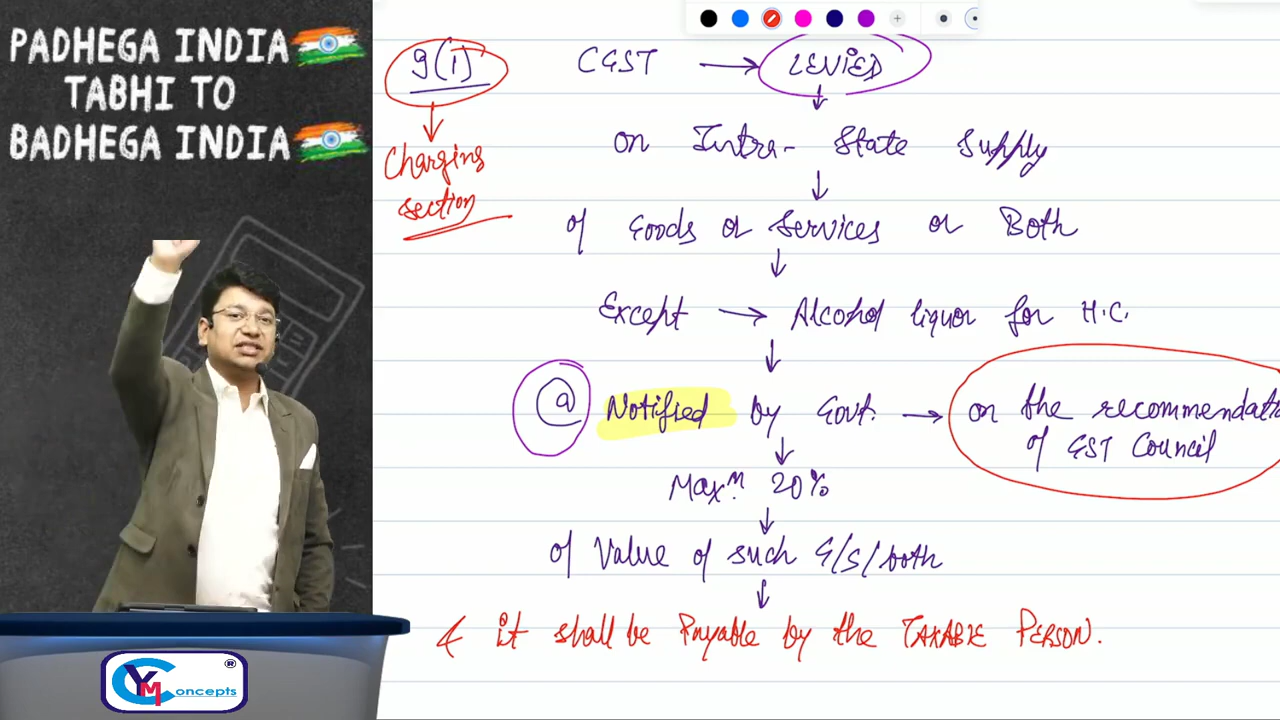 PADHEGA INDIA
TABHI TO
BADHEGA INDIA
9(1) CGST → LEVIED
Charging
section
on Intra- State Supply
of Goods or Services or Both
Except → Alcohol liquor for H.C.
@ Notified by Govt. → on the recommendat
of GST Council
Maxm. 20%
of Value of such G/S/both
& it shall be Payable by the TAXABLE PERSON.
YM Concepts ®